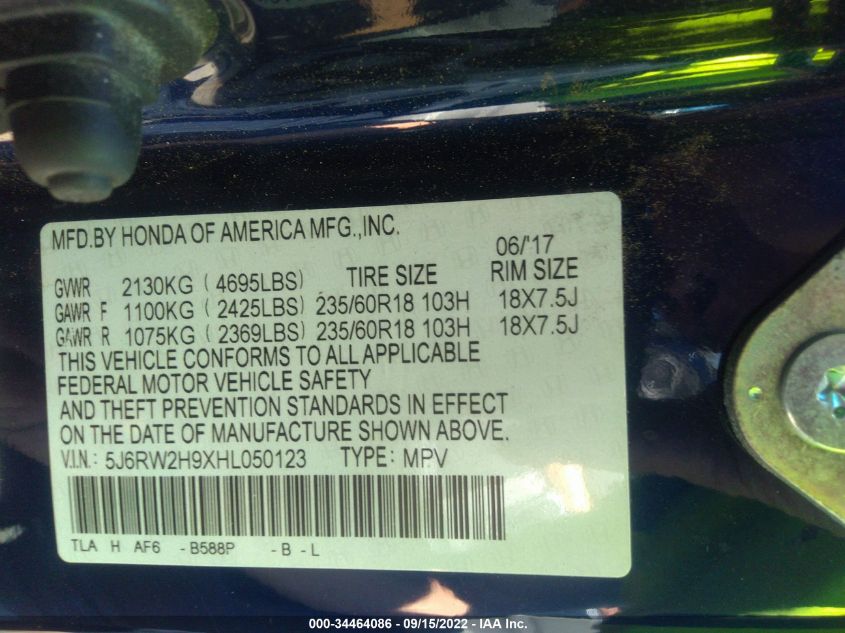 MFD.BY HONDA OF AMERICA MFG.,INC.
06/'17
GVWR 2130KG ( 4695LBS) TIRE SIZE RIM SIZE
GAWR F 1100KG ( 2425LBS) 235/60R18 103H 18X7.5J
GAWR R 1075KG ( 2369LBS) 235/60R18 103H 18X7.5J
THIS VEHICLE CONFORMS TO ALL APPLICABLE
FEDERAL MOTOR VEHICLE SAFETY
AND THEFT PREVENTION STANDARDS IN EFFECT
ON THE DATE OF MANUFACTURE SHOWN ABOVE.
V.I.N.: 5J6RW2H9XHL050123 TYPE: MPV
TLA H AF6 - B588P - B - L
000-34464086 - 09/15/2022 - IAA Inc.